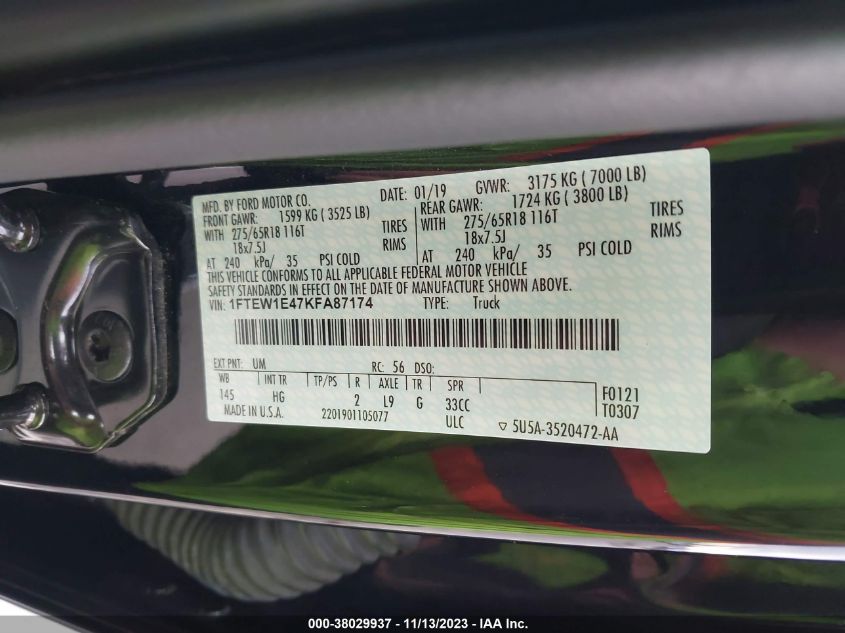 MFD. BY FORD MOTOR CO.
DATE: 01/19 GVWR: 3175 KG ( 7000 LB)
FRONT GAWR: 1599 KG ( 3525 LB)
REAR GAWR: 1724 KG ( 3800 LB)
WITH 275/65R18 116T TIRES
WITH 275/65R18 116T TIRES
18x7.5J RIMS
18x7.5J RIMS
AT 240 kPa/ 35 PSI COLD
AT 240 kPa/ 35 PSI COLD
THIS VEHICLE CONFORMS TO ALL APPLICABLE FEDERAL MOTOR VEHICLE
SAFETY STANDARDS IN EFFECT ON THE DATE OF MANUFACTURE SHOWN ABOVE.
VIN: 1FTEW1E47KFA87174 TYPE: Truck
EXT PNT: UM RC: 56 DSO:
WB INT TR TP/PS R AXLE TR SPR
145 HG 2 L9 G 33CC
F0121
T0307
MADE IN U.S.A. 2201901105077 ULC
▽ 5U5A-3520472-AA
000-38029937 - 11/13/2023 - IAA Inc.